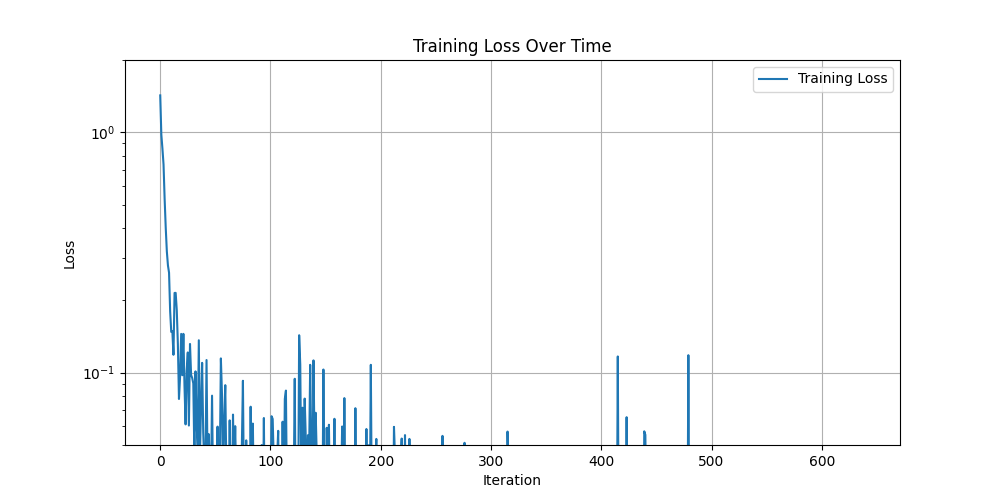 Training Loss Over Time
Training Loss
10⁰
10⁻¹
Loss
0 100 200 300 400 500 600
Iteration